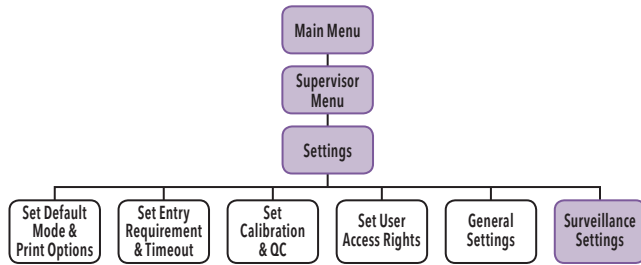 Main Menu
Supervisor
Menu
Settings
Set Default
Mode &
Print Options
Set Entry
Requirement
& Timeout
Set
Calibration
& QC
Set User
Access Rights
General
Settings
Surveillance
Settings